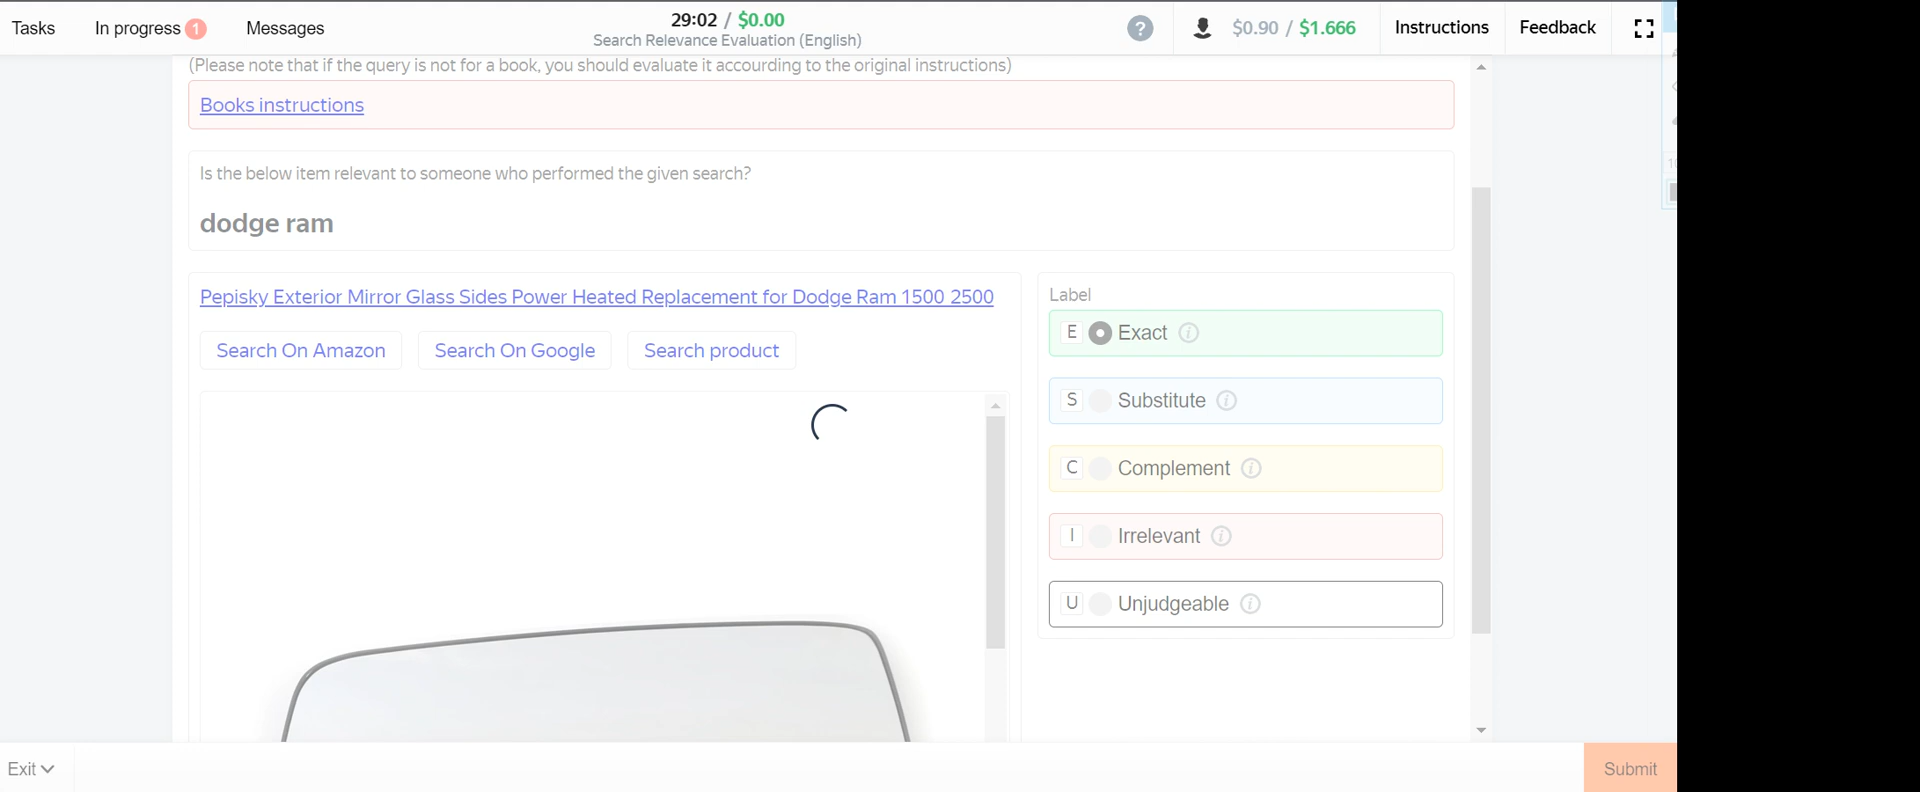 Tasks
In progress 1
Messages
29:02 / $0.00
Search Relevance Evaluation (English)
?
$0.90 / $1.666
Instructions
Feedback
(Please note that if the query is not for a book, you should evaluate it accourding to the original instructions)
Books instructions
Is the below item relevant to someone who performed the given search?
dodge ram
Pepisky Exterior Mirror Glass Sides Power Heated Replacement for Dodge Ram 1500 2500
Search On Amazon
Search On Google
Search product
Label
E Exact i
S Substitute i
C Complement i
I Irrelevant i
U Unjudgeable i
Exit
Submit